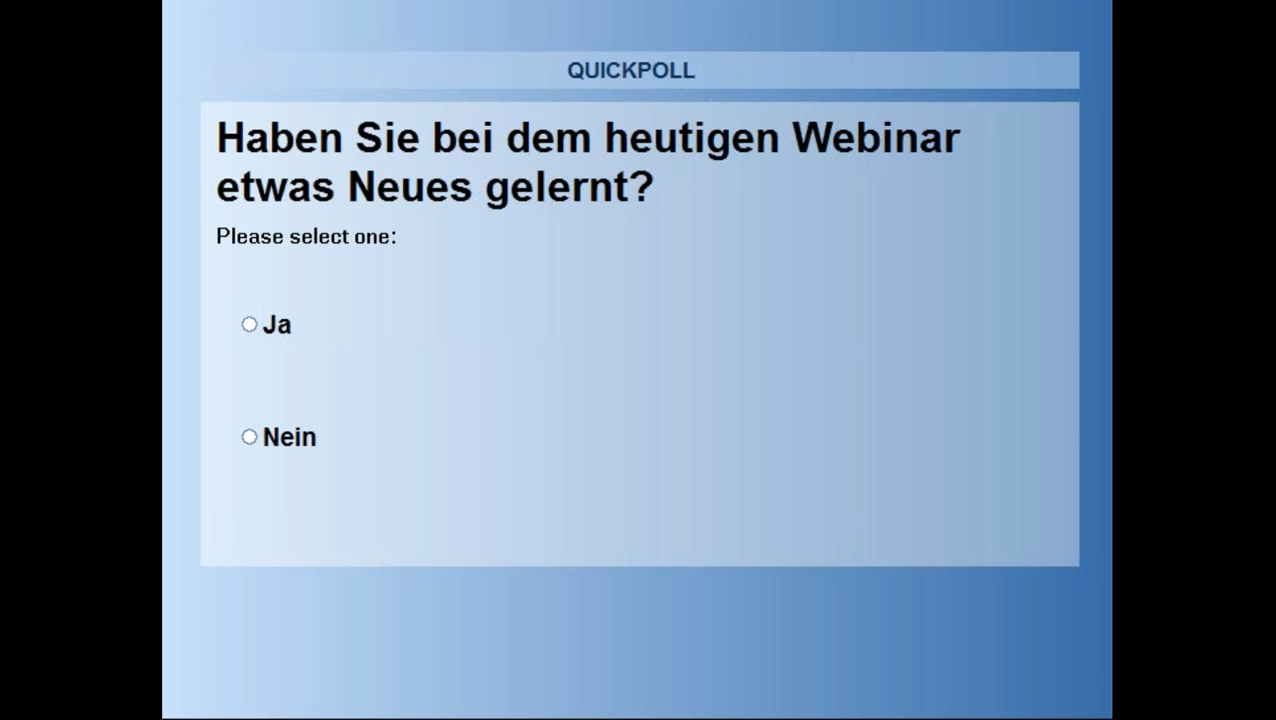 QUICKPOLL
Haben Sie bei dem heutigen Webinar
etwas Neues gelernt?
Please select one:
Ja
Nein